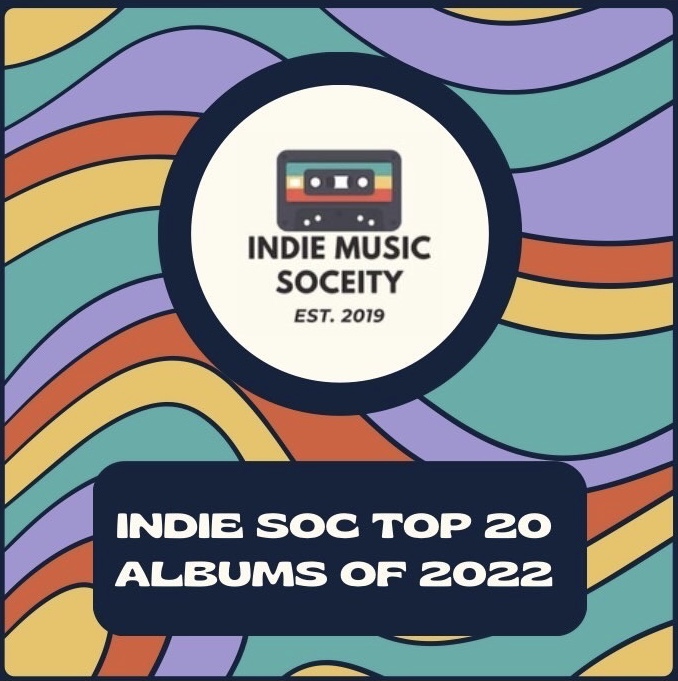 INDIE MUSIC
SOCEITY
EST. 2019
INDIE SOC TOP 20
ALBUMS OF 2022